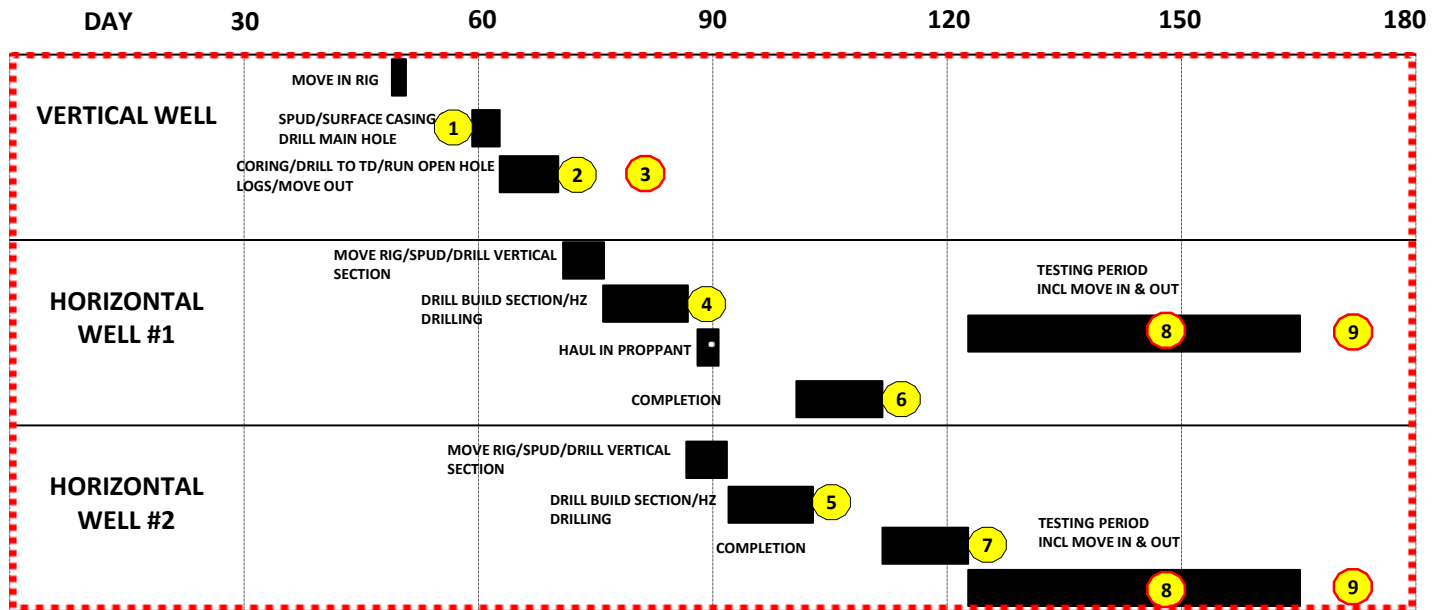 DAY 30 60 90 120 150 180
MOVE IN RIG
VERTICAL WELL
SPUD/SURFACE CASING
DRILL MAIN HOLE
1
CORING/DRILL TO TD/RUN OPEN HOLE
LOGS/MOVE OUT
2 3
MOVE RIG/SPUD/DRILL VERTICAL
SECTION
HORIZONTAL
WELL #1
DRILL BUILD SECTION/HZ
DRILLING
4
TESTING PERIOD
INCL MOVE IN & OUT
8 9
HAUL IN PROPPANT
COMPLETION 6
MOVE RIG/SPUD/DRILL VERTICAL
SECTION
HORIZONTAL
WELL #2
DRILL BUILD SECTION/HZ
DRILLING
5
COMPLETION 7
TESTING PERIOD
INCL MOVE IN & OUT
8 9